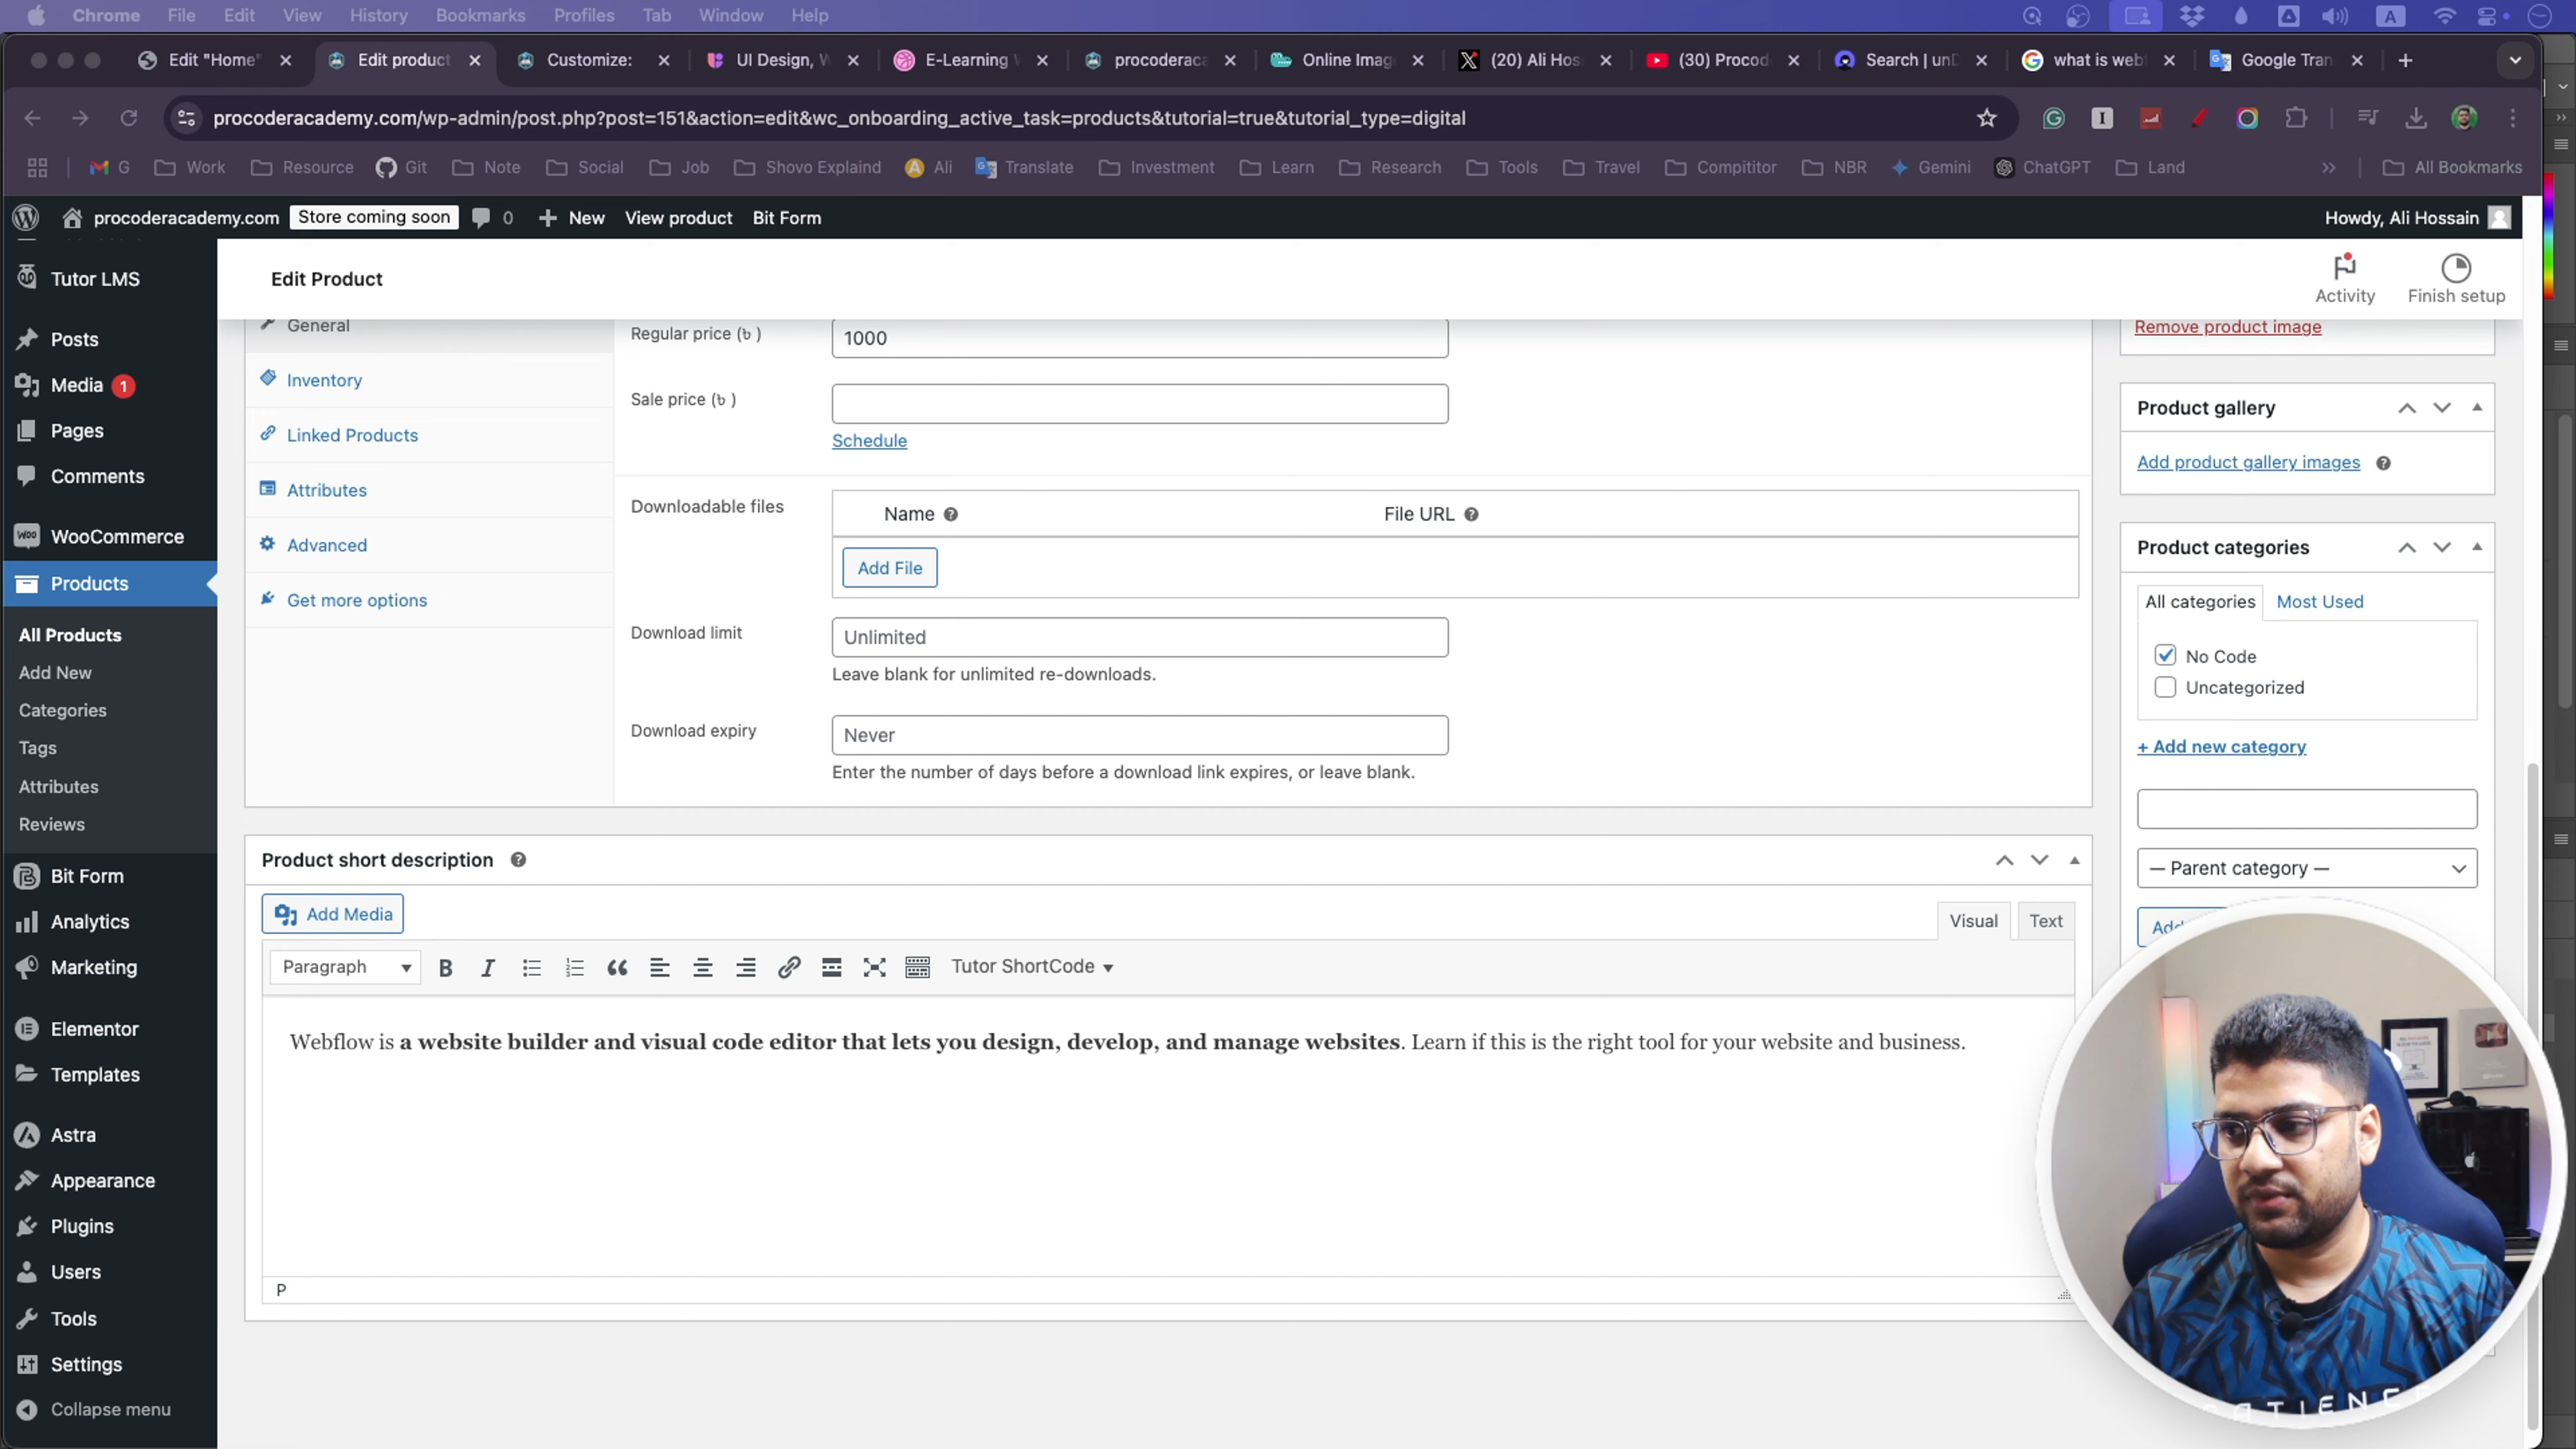 Chrome File Edit View History Bookmarks Profiles Tab Window Help
Edit "Home" Edit product Customize: UI Design, W E-Learning procoderaca Online Imag (20) Ali Hos (30) Procod Search | unD what is web Google Tran
procoderacademy.com/wp-admin/post.php?post=151&action=edit&wc_onboarding_active_task=products&tutorial=true&tutorial_type=digital
G Work Resource Git Note Social Job Shovo Explaind Ali Translate Investment Learn Research Tools Travel Compititor NBR Gemini ChatGPT Land All Bookmarks
procoderacademy.com Store coming soon 0 New View product Bit Form Howdy, Ali Hossain
Tutor LMS
Posts
Media 1
Pages
Comments
WooCommerce
Products
All Products
Add New
Categories
Tags
Attributes
Reviews
Bit Form
Analytics
Marketing
Elementor
Templates
Astra
Appearance
Plugins
Users
Tools
Settings
Collapse menu
Edit Product
Activity
Finish setup
General
Inventory
Linked Products
Attributes
Advanced
Get more options
Regular price (৳ )
1000
Sale price (৳ )
Schedule
Downloadable files
Name File URL
Add File
Download limit
Unlimited
Leave blank for unlimited re-downloads.
Download expiry
Never
Enter the number of days before a download link expires, or leave blank.
Product short description
Add Media
Visual Text
Paragraph
Tutor ShortCode
Webflow is a website builder and visual code editor that lets you design, develop, and manage websites. Learn if this is the right tool for your website and business.
P
Remove product image
Product gallery
Add product gallery images
Product categories
All categories Most Used
No Code
Uncategorized
+ Add new category
— Parent category —